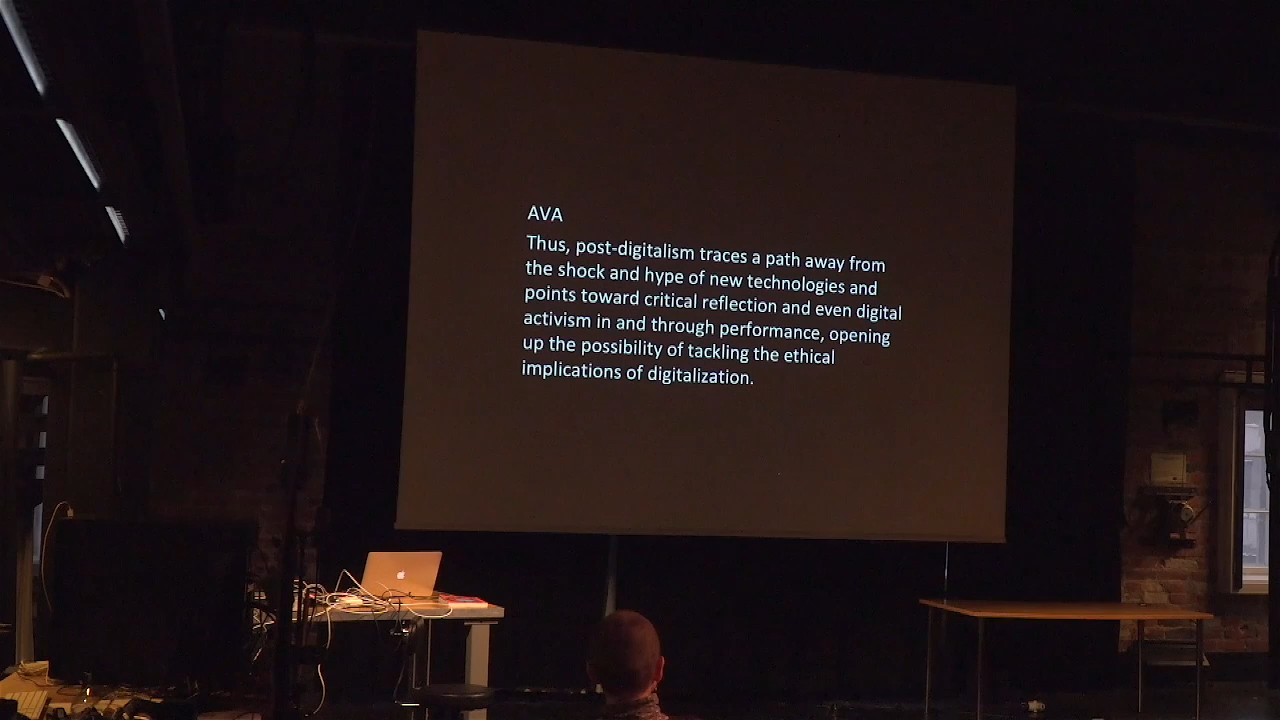 AVA
Thus, post-digitalism traces a path away from
the shock and hype of new technologies and
points toward critical reflection and even digital
activism in and through performance, opening
up the possibility of tackling the ethical
implications of digitalization.